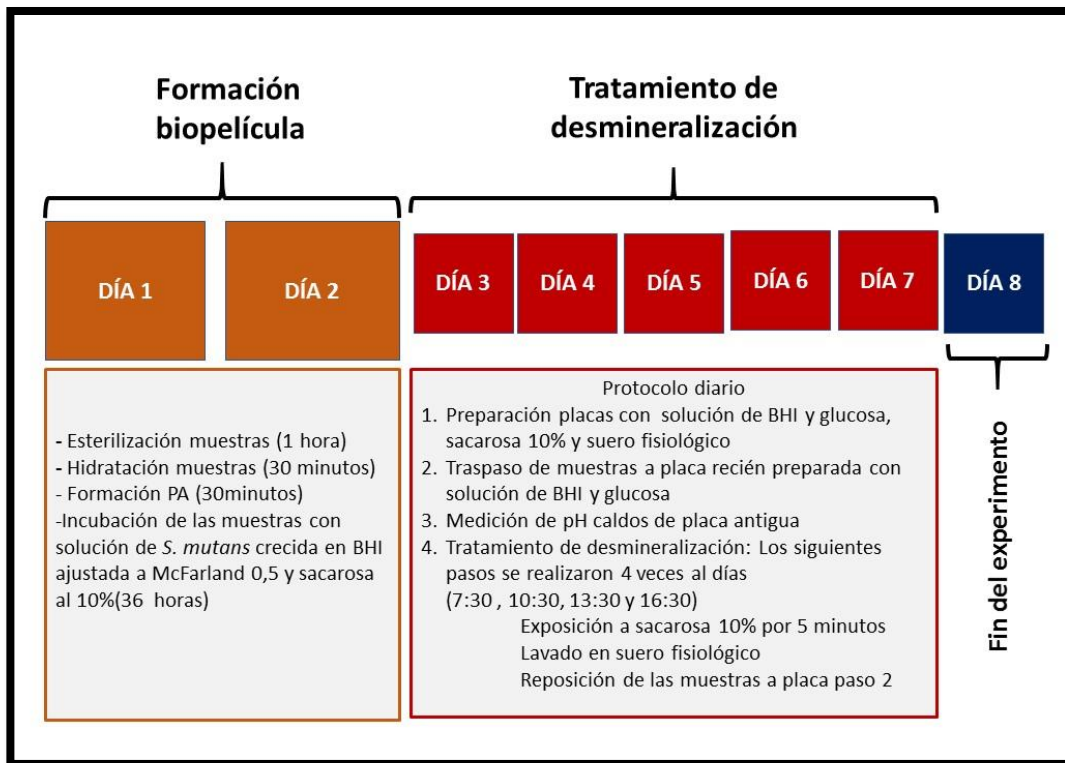 Formación
biopelícula
Tratamiento de
desmineralización
DÍA 1
DÍA 2
DÍA 3
DÍA 4
DÍA 5
DÍA 6
DÍA 7
DÍA 8
- Esterilización muestras (1 hora)
- Hidratación muestras (30 minutos)
- Formación PA (30minutos)
-Incubación de las muestras con
solución de S. mutans crecida en BHI
ajustada a McFarland 0,5 y sacarosa
al 10%(36 horas)
Protocolo diario
1. Preparación placas con solución de BHI y glucosa,
sacarosa 10% y suero fisiológico
2. Traspaso de muestras a placa recién preparada con
solución de BHI y glucosa
3. Medición de pH caldos de placa antigua
4. Tratamiento de desmineralización: Los siguientes
pasos se realizaron 4 veces al días
(7:30 , 10:30, 13:30 y 16:30)
Exposición a sacarosa 10% por 5 minutos
Lavado en suero fisiológico
Reposición de las muestras a placa paso 2
Fin del experimento